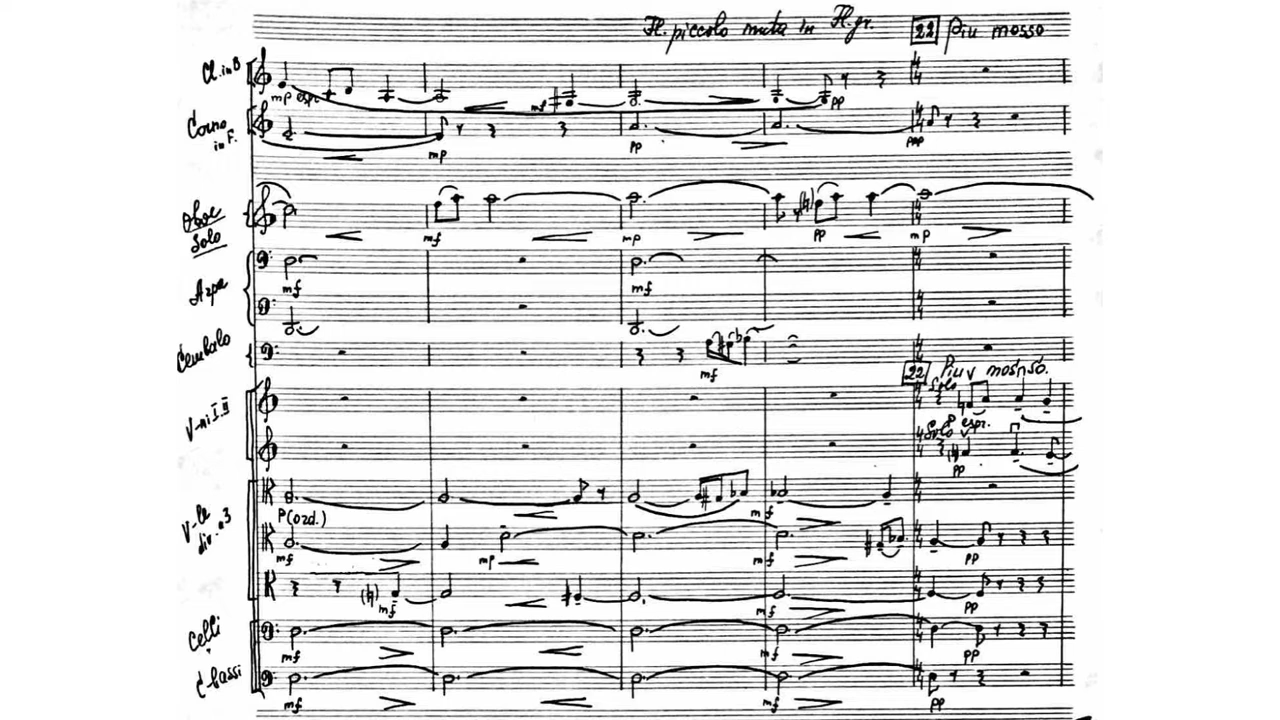 Fl. piccolo muta in Fl. gr. 22 Piu mosso
Cl. in B
mp espr. mf pp
Corno in F.
mp pp ppp
Oboe Solo
mf mp pp mp
Arpa
mf mf
Cembalo
mf
22 Piu mosso.
V-ni I. II
Solo
Solo espr.
pp
V-le div. a 3
P (ord.) mf
mf mp mf pp
mf mf pp
Celli
mf mf pp
C-bassi
mf mf pp